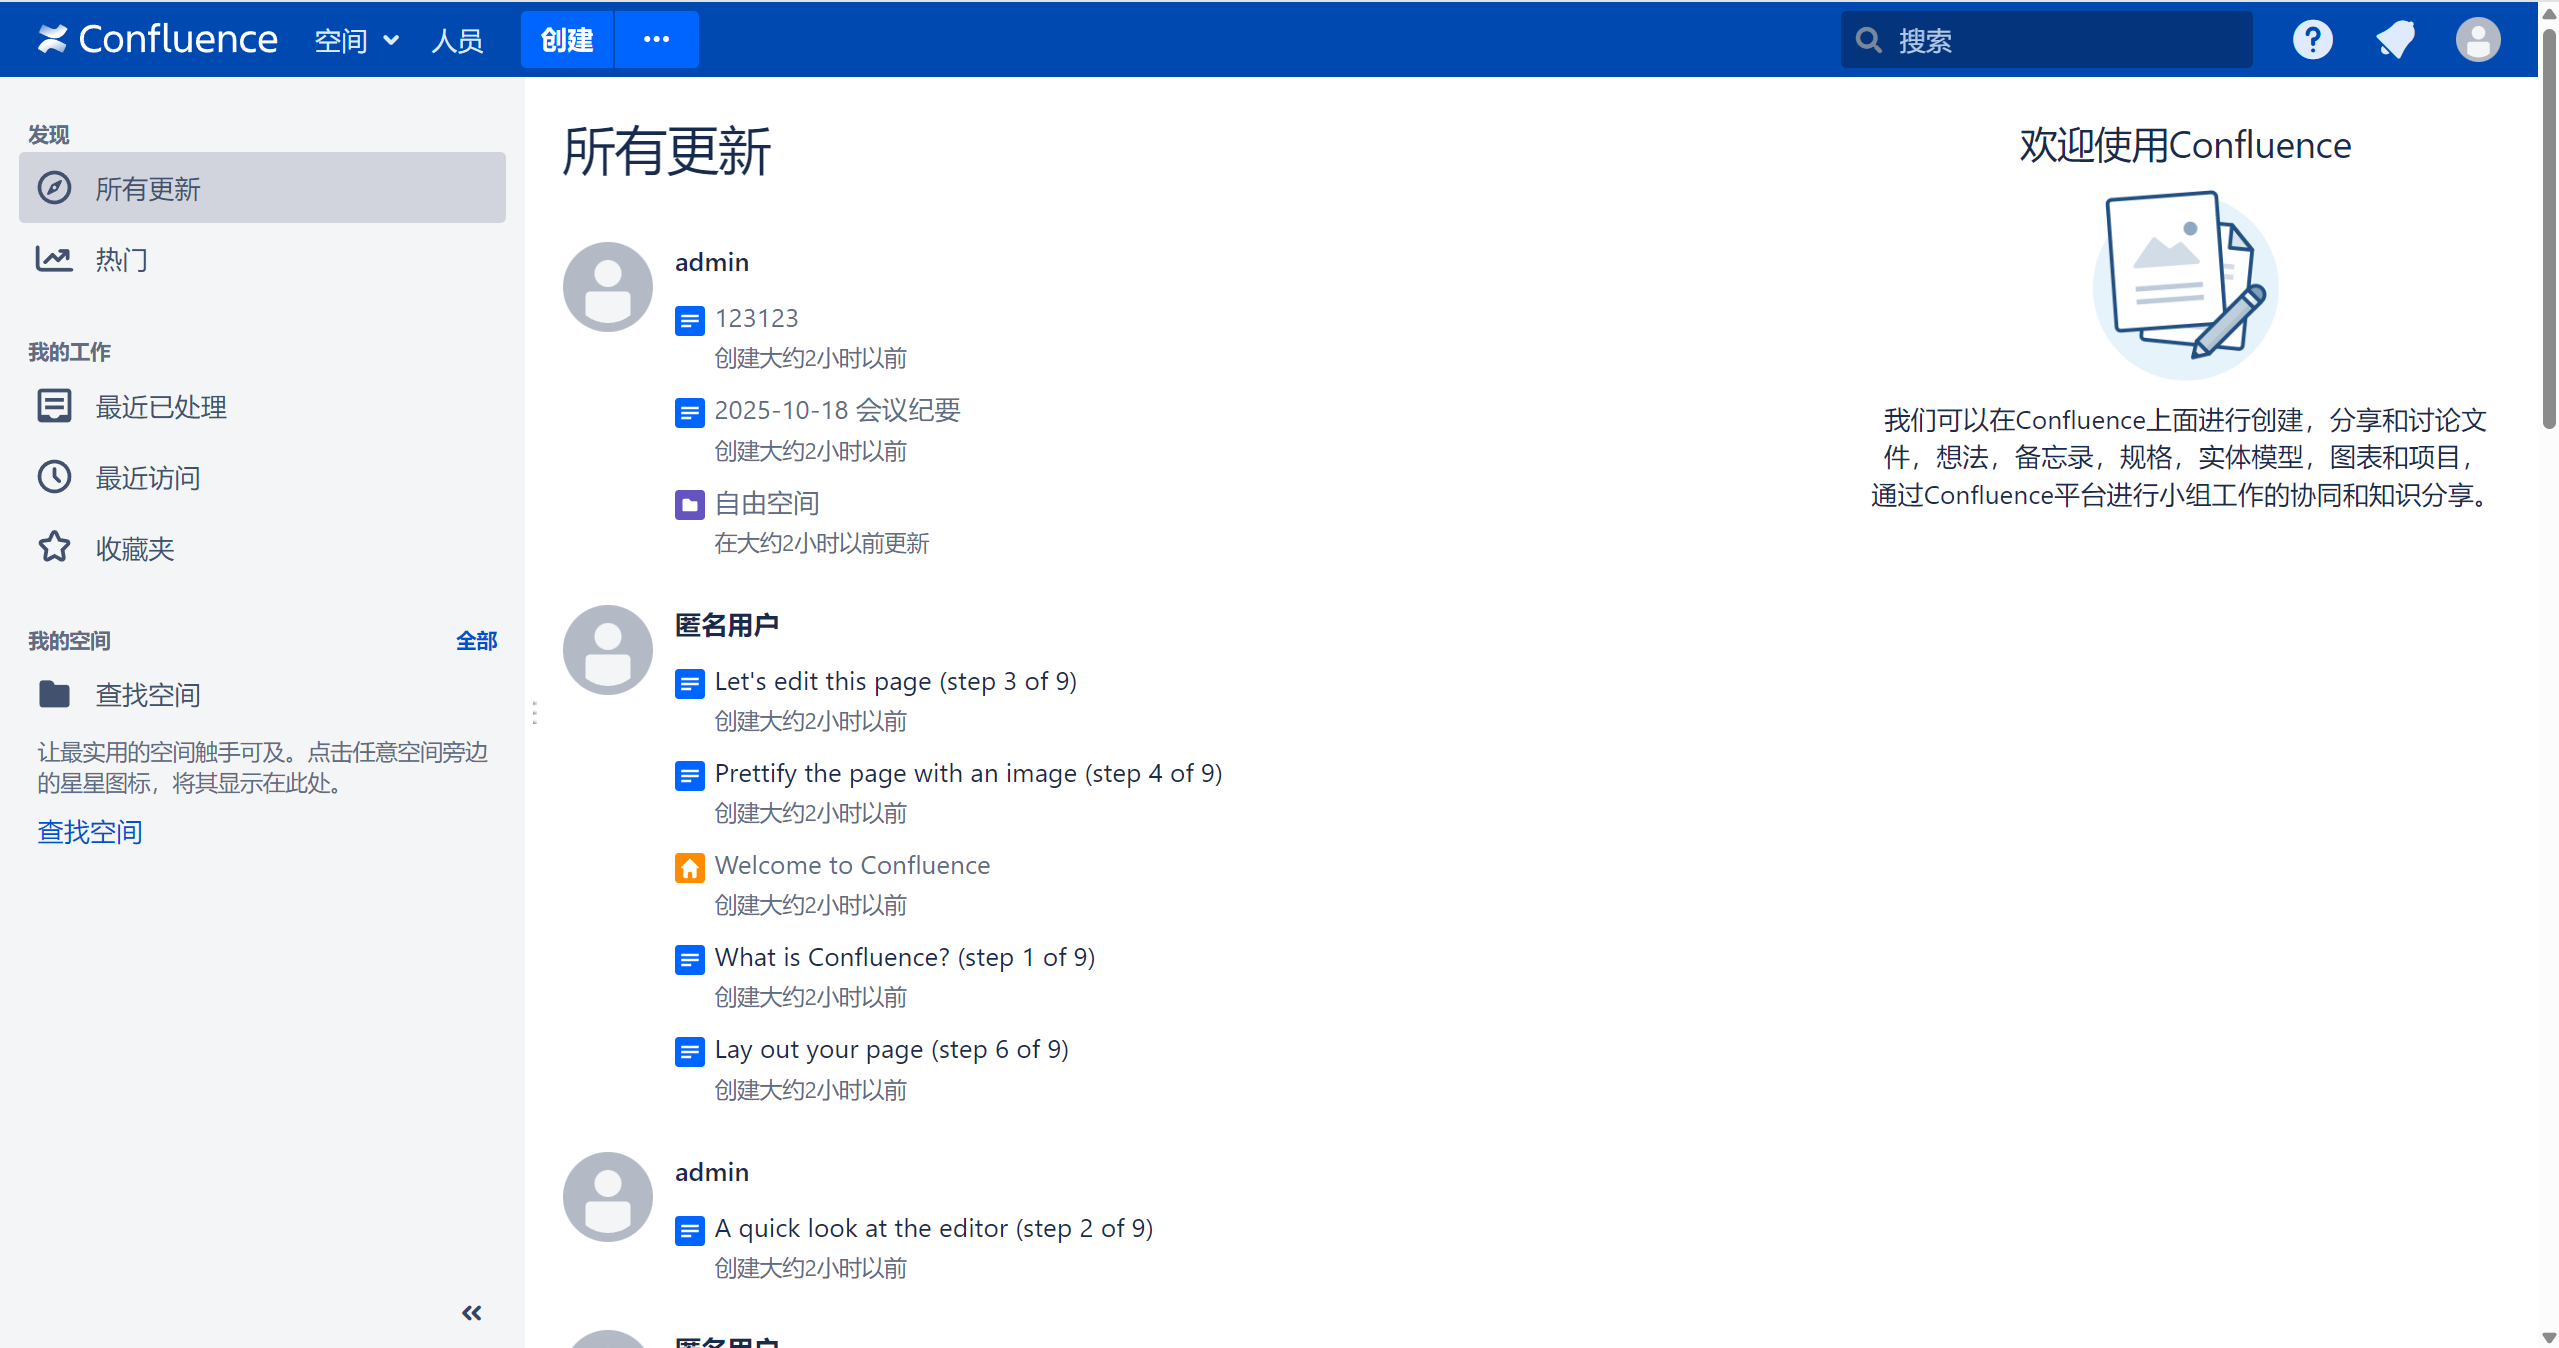 Confluence 空间 人员 创建 ··· 搜索
发现
所有更新
热门
我的工作
最近已处理
最近访问
收藏夹
我的空间 全部
查找空间
让最实用的空间触手可及。点击任意空间旁边
的星星图标，将其显示在此处。
查找空间
所有更新
admin
123123
创建大约2小时以前
2025-10-18 会议纪要
创建大约2小时以前
自由空间
在大约2小时以前更新
匿名用户
Let's edit this page (step 3 of 9)
创建大约2小时以前
Prettify the page with an image (step 4 of 9)
创建大约2小时以前
Welcome to Confluence
创建大约2小时以前
What is Confluence? (step 1 of 9)
创建大约2小时以前
Lay out your page (step 6 of 9)
创建大约2小时以前
admin
A quick look at the editor (step 2 of 9)
创建大约2小时以前
匿名用户
欢迎使用Confluence
我们可以在Confluence上面进行创建，分享和讨论文
件，想法，备忘录，规格，实体模型，图表和项目，
通过Confluence平台进行小组工作的协同和知识分享。